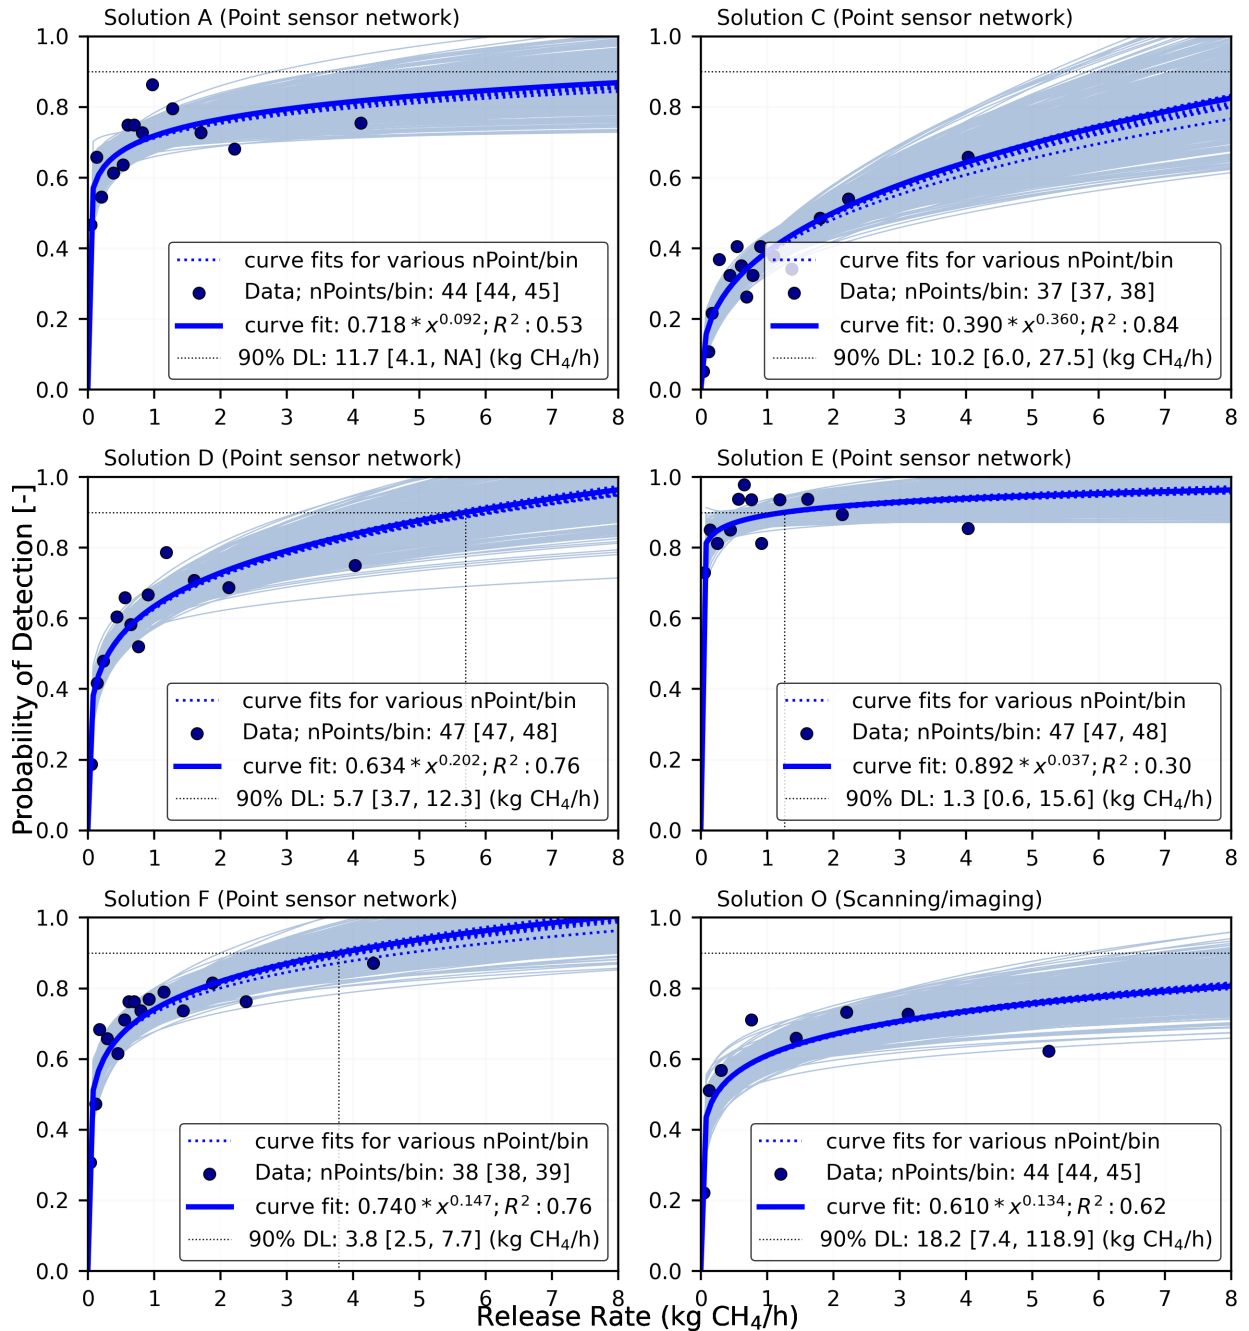 Solution A (Point sensor network)
1.0
0.8
0.6
0.4
0.2
0.0
curve fits for various nPoint/bin
Data; nPoints/bin: 44 [44, 45]
curve fit: 0.718 * x^0.092; R²: 0.53
90% DL: 11.7 [4.1, NA] (kg CH₄/h)
0 1 2 3 4 5 6 7 8
Solution C (Point sensor network)
1.0
0.8
0.6
0.4
0.2
0.0
curve fits for various nPoint/bin
Data; nPoints/bin: 37 [37, 38]
curve fit: 0.390 * x^0.360; R²: 0.84
90% DL: 10.2 [6.0, 27.5] (kg CH₄/h)
0 1 2 3 4 5 6 7 8
Probability of Detection [-]
Solution D (Point sensor network)
1.0
0.8
0.6
0.4
0.2
0.0
curve fits for various nPoint/bin
Data; nPoints/bin: 47 [47, 48]
curve fit: 0.634 * x^0.202; R²: 0.76
90% DL: 5.7 [3.7, 12.3] (kg CH₄/h)
0 1 2 3 4 5 6 7 8
Solution E (Point sensor network)
1.0
0.8
0.6
0.4
0.2
0.0
curve fits for various nPoint/bin
Data; nPoints/bin: 47 [47, 48]
curve fit: 0.892 * x^0.037; R²: 0.30
90% DL: 1.3 [0.6, 15.6] (kg CH₄/h)
0 1 2 3 4 5 6 7 8
Solution F (Point sensor network)
1.0
0.8
0.6
0.4
0.2
0.0
curve fits for various nPoint/bin
Data; nPoints/bin: 38 [38, 39]
curve fit: 0.740 * x^0.147; R²: 0.76
90% DL: 3.8 [2.5, 7.7] (kg CH₄/h)
0 1 2 3 4 5 6 7 8
Solution O (Scanning/imaging)
1.0
0.8
0.6
0.4
0.2
0.0
curve fits for various nPoint/bin
Data; nPoints/bin: 44 [44, 45]
curve fit: 0.610 * x^0.134; R²: 0.62
90% DL: 18.2 [7.4, 118.9] (kg CH₄/h)
0 1 2 3 4 5 6 7 8
Release Rate (kg CH₄/h)